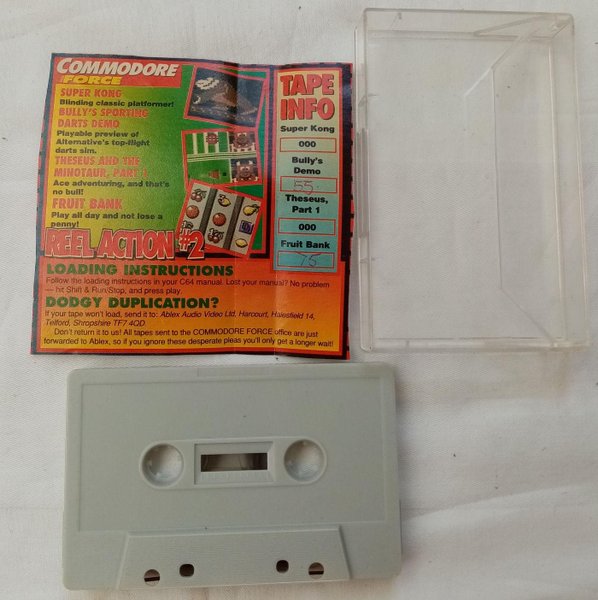 COMMODORE
FORCE
SUPER KONG
Blinding classic platformer!
BULLY'S SPORTING
DARTS DEMO
Playable preview of
Alternative's top-flight
darts sim.
THESEUS AND THE
MINOTAUR, PART 1
Ace adventuring, and that's
no bull!
FRUIT BANK
Play all day and not lose a
penny!
REEL ACTION #2
TAPE
INFO
Super Kong
000
Bully's
Demo
55
Theseus,
Part 1
000
Fruit Bank
75
LOADING INSTRUCTIONS
Follow the loading instructions in your C64 manual. Lost your manual? No problem
— hit Shift & Run/Stop, and press play.
DODGY DUPLICATION?
If your tape won't load, send it to: Ablex Audio Video Ltd, Harcourt, Halesfield 14,
Telford, Shropshire TF7 4QD.
Don't return it to us! All tapes sent to the COMMODORE FORCE office are just
forwarded to Ablex, so if you ignore these desperate pleas you'll only get a longer wait!